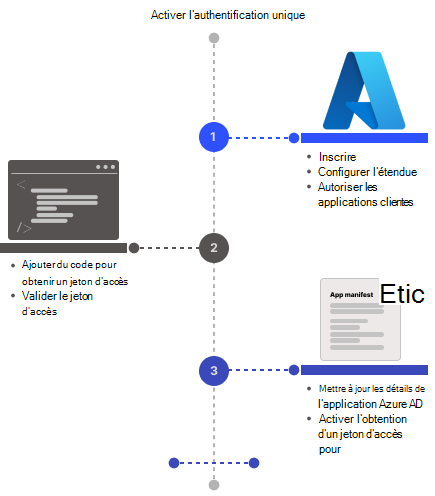 Activer l'authentification unique
1
Inscrire
Configurer l'étendue
Autoriser les
applications clientes
< 
/>
2
Ajouter du code pour
obtenir un jeton d'accès
Valider le jeton
d'accès
App manifest
Etic
3
Mettre à jour les détails de
l'application Azure AD
Activer l'obtention
d'un jeton d'accès
pour